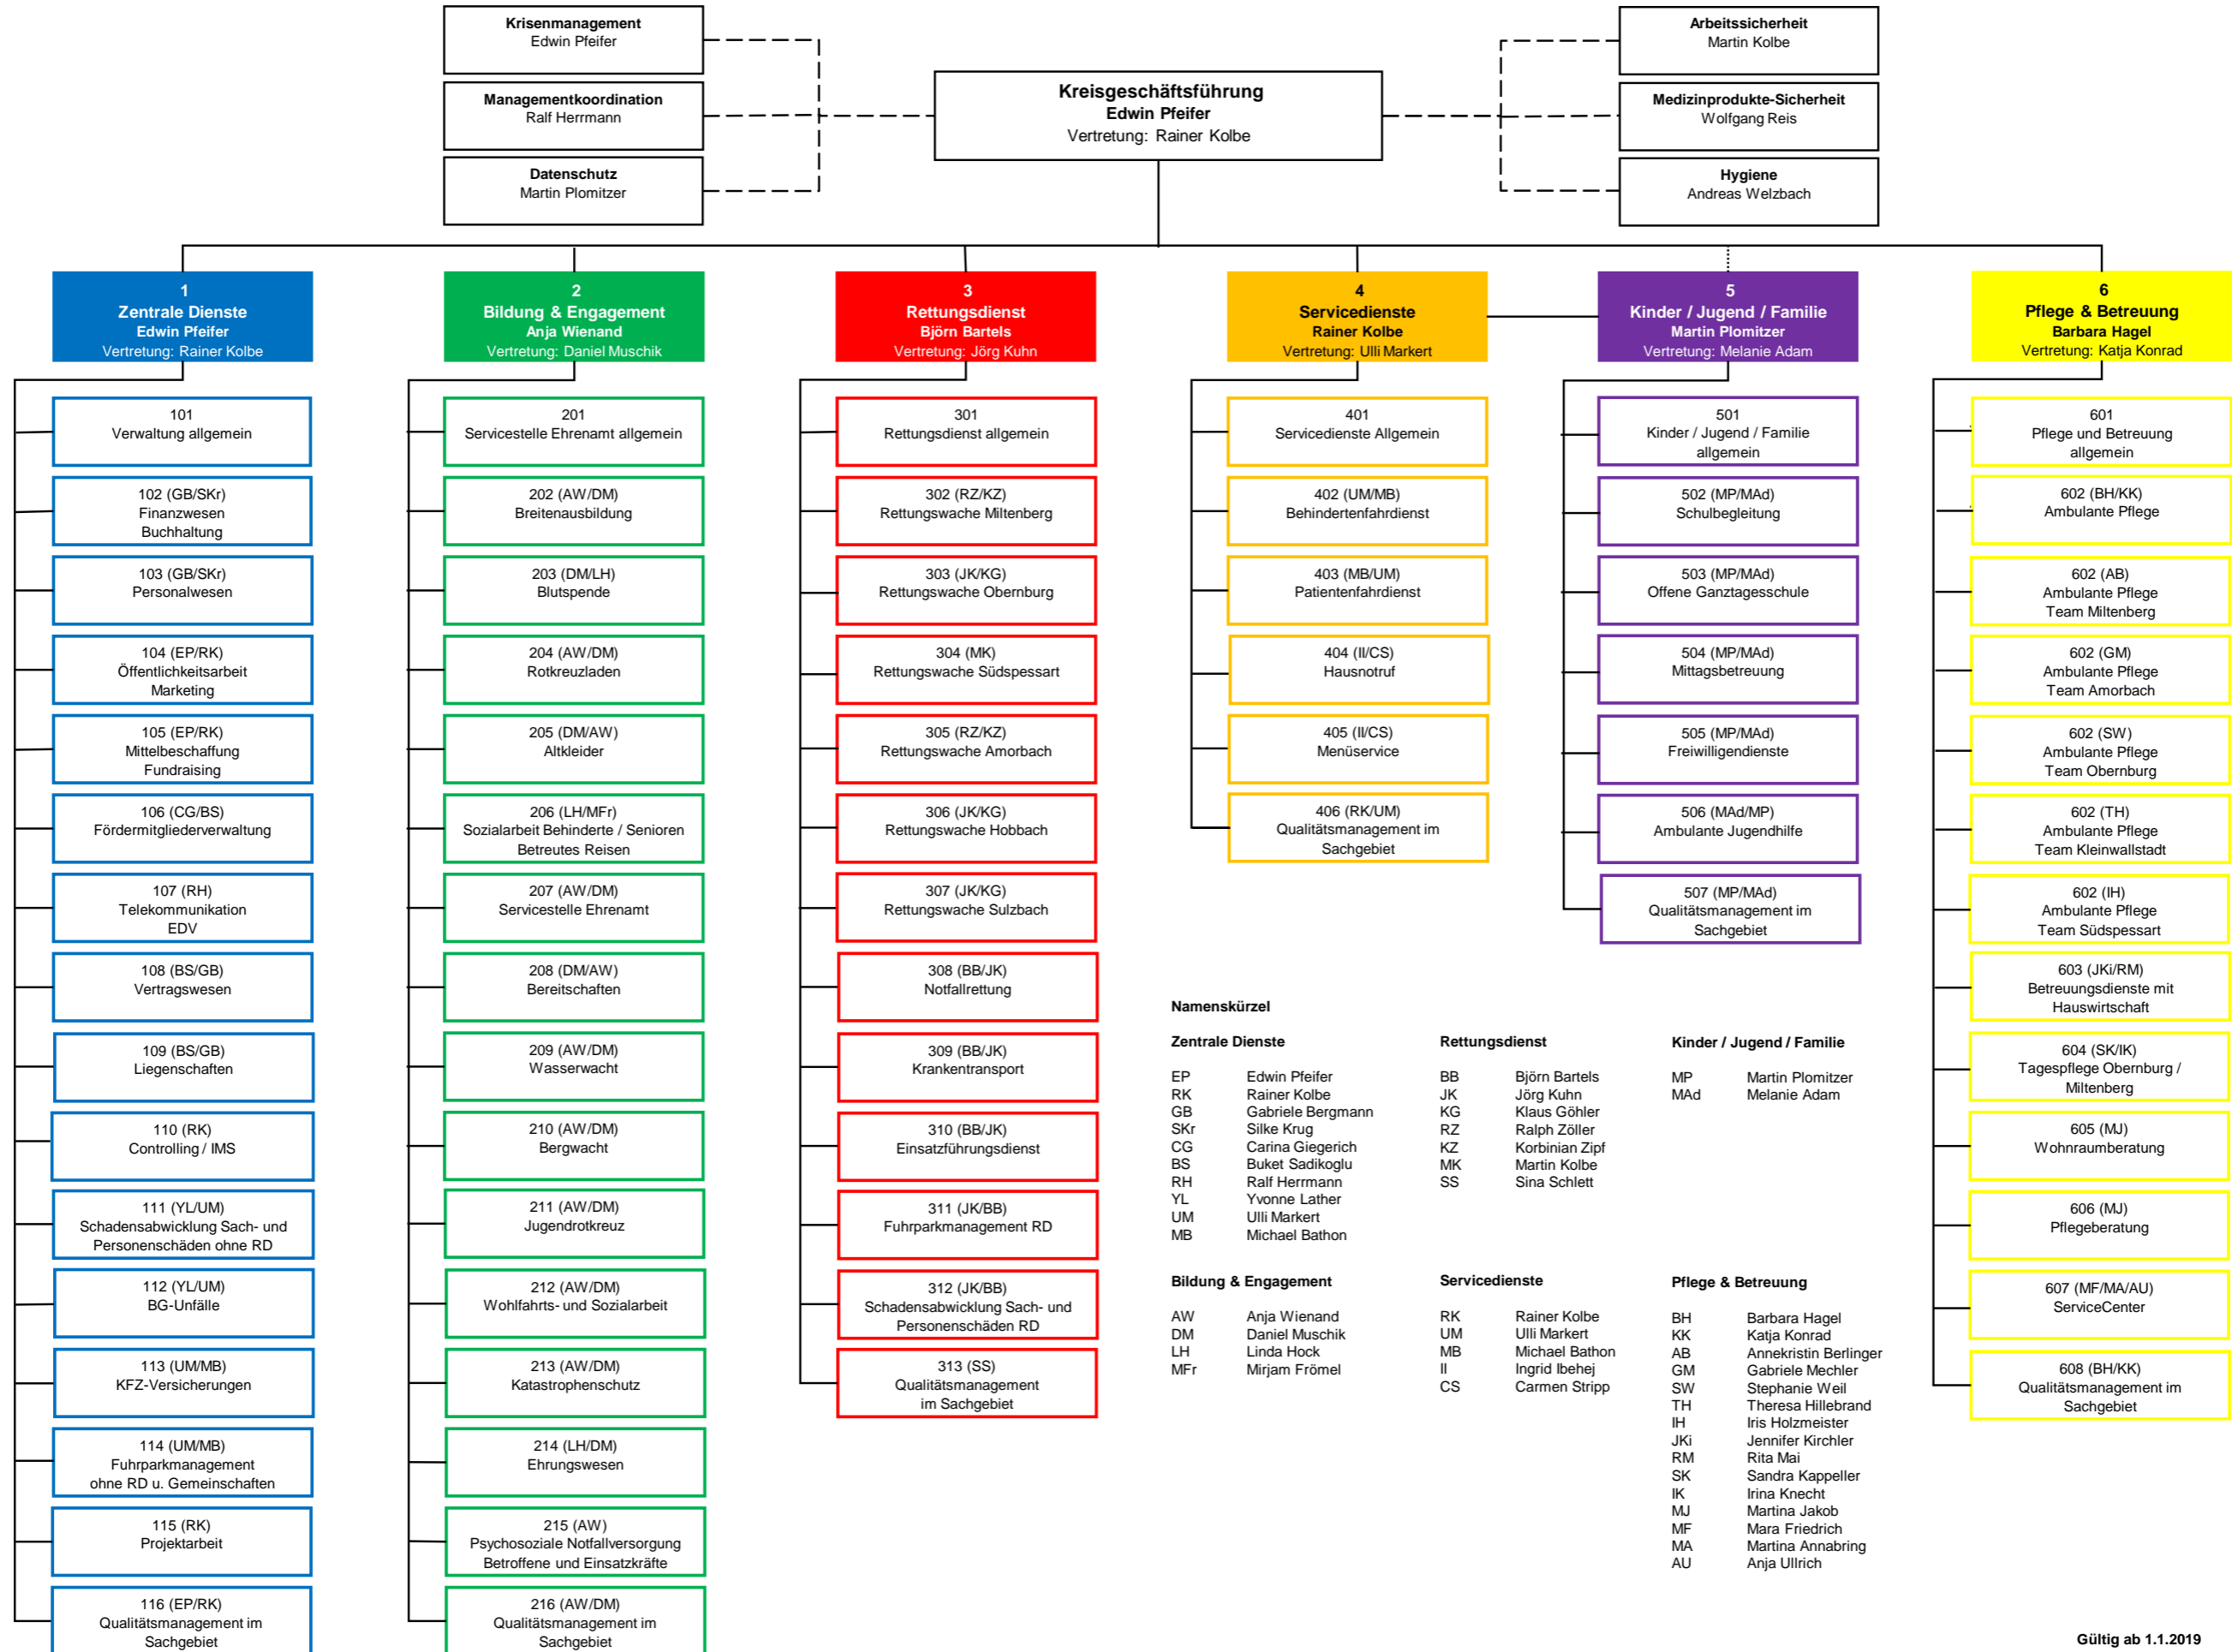 Krisenmanagement
Edwin Pfeifer
Managementkoordination
Ralf Herrmann
Datenschutz
Martin Plomitzer
Kreisgeschäftsführung
Edwin Pfeifer
Vertretung: Rainer Kolbe
Arbeitssicherheit
Martin Kolbe
Medizinprodukte-Sicherheit
Wolfgang Reis
Hygiene
Andreas Welzbach
1
Zentrale Dienste
Edwin Pfeifer
Vertretung: Rainer Kolbe
101
Verwaltung allgemein
102 (GB/SKr)
Finanzwesen
Buchhaltung
103 (GB/SKr)
Personalwesen
104 (EP/RK)
Öffentlichkeitsarbeit
Marketing
105 (EP/RK)
Mittelbeschaffung
Fundraising
106 (CG/BS)
Fördermitgliederverwaltung
107 (RH)
Telekommunikation
EDV
108 (BS/GB)
Vertragswesen
109 (BS/GB)
Liegenschaften
110 (RK)
Controlling / IMS
111 (YL/UM)
Schadensabwicklung Sach- und
Personenschäden ohne RD
112 (YL/UM)
BG-Unfälle
113 (UM/MB)
KFZ-Versicherungen
114 (UM/MB)
Fuhrparkmanagement
ohne RD u. Gemeinschaften
115 (RK)
Projektarbeit
116 (EP/RK)
Qualitätsmanagement im
Sachgebiet
2
Bildung & Engagement
Anja Wienand
Vertretung: Daniel Muschik
201
Servicestelle Ehrenamt allgemein
202 (AW/DM)
Breitenausbildung
203 (DM/LH)
Blutspende
204 (AW/DM)
Rotkreuzladen
205 (DM/AW)
Altkleider
206 (LH/MFr)
Sozialarbeit Behinderte / Senioren
Betreutes Reisen
207 (AW/DM)
Servicestelle Ehrenamt
208 (DM/AW)
Bereitschaften
209 (AW/DM)
Wasserwacht
210 (AW/DM)
Bergwacht
211 (AW/DM)
Jugendrotkreuz
212 (AW/DM)
Wohlfahrts- und Sozialarbeit
213 (AW/DM)
Katastrophenschutz
214 (LH/DM)
Ehrungswesen
215 (AW)
Psychosoziale Notfallversorgung
Betroffene und Einsatzkräfte
216 (AW/DM)
Qualitätsmanagement im
Sachgebiet
3
Rettungsdienst
Björn Bartels
Vertretung: Jörg Kuhn
301
Rettungsdienst allgemein
302 (RZ/KZ)
Rettungswache Miltenberg
303 (JK/KG)
Rettungswache Obernburg
304 (MK)
Rettungswache Südspessart
305 (RZ/KZ)
Rettungswache Amorbach
306 (JK/KG)
Rettungswache Hobbach
307 (JK/KG)
Rettungswache Sulzbach
308 (BB/JK)
Notfallrettung
309 (BB/JK)
Krankentransport
310 (BB/JK)
Einsatzführungsdienst
311 (JK/BB)
Fuhrparkmanagement RD
312 (JK/BB)
Schadensabwicklung Sach- und
Personenschäden RD
313 (SS)
Qualitätsmanagement
im Sachgebiet
4
Servicedienste
Rainer Kolbe
Vertretung: Ulli Markert
401
Servicedienste Allgemein
402 (UM/MB)
Behindertenfahrdienst
403 (MB/UM)
Patientenfahrdienst
404 (II/CS)
Hausnotruf
405 (II/CS)
Menüservice
406 (RK/UM)
Qualitätsmanagement im
Sachgebiet
5
Kinder / Jugend / Familie
Martin Plomitzer
Vertretung: Melanie Adam
501
Kinder / Jugend / Familie
allgemein
502 (MP/MAd)
Schulbegleitung
503 (MP/MAd)
Offene Ganztagesschule
504 (MP/MAd)
Mittagsbetreuung
505 (MP/MAd)
Freiwilligendienste
506 (MAd/MP)
Ambulante Jugendhilfe
507 (MP/MAd)
Qualitätsmanagement im
Sachgebiet
6
Pflege & Betreuung
Barbara Hagel
Vertretung: Katja Konrad
601
Pflege und Betreuung
allgemein
602 (BH/KK)
Ambulante Pflege
602 (AB)
Ambulante Pflege
Team Miltenberg
602 (GM)
Ambulante Pflege
Team Amorbach
602 (SW)
Ambulante Pflege
Team Obernburg
602 (TH)
Ambulante Pflege
Team Kleinwallstadt
602 (IH)
Ambulante Pflege
Team Südspessart
603 (JKi/RM)
Betreuungsdienste mit
Hauswirtschaft
604 (SK/IK)
Tagespflege Obernburg /
Miltenberg
605 (MJ)
Wohnraumberatung
606 (MJ)
Pflegeberatung
607 (MF/MA/AU)
ServiceCenter
608 (BH/KK)
Qualitätsmanagement im
Sachgebiet
Namenskürzel
Zentrale Dienste
EP Edwin Pfeifer
RK Rainer Kolbe
GB Gabriele Bergmann
SKr Silke Krug
CG Carina Giegerich
BS Buket Sadikoglu
RH Ralf Herrmann
YL Yvonne Lather
UM Ulli Markert
MB Michael Bathon
Rettungsdienst
BB Björn Bartels
JK Jörg Kuhn
KG Klaus Göhler
RZ Ralph Zöller
KZ Korbinian Zipf
MK Martin Kolbe
SS Sina Schlett
Kinder / Jugend / Familie
MP Martin Plomitzer
MAd Melanie Adam
Bildung & Engagement
AW Anja Wienand
DM Daniel Muschik
LH Linda Hock
MFr Mirjam Frömel
Servicedienste
RK Rainer Kolbe
UM Ulli Markert
MB Michael Bathon
II Ingrid Ibehej
CS Carmen Stripp
Pflege & Betreuung
BH Barbara Hagel
KK Katja Konrad
AB Annekristin Berlinger
GM Gabriele Mechler
SW Stephanie Weil
TH Theresa Hillebrand
IH Iris Holzmeister
JKi Jennifer Kirchler
RM Rita Mai
SK Sandra Kappeller
IK Irina Knecht
MJ Martina Jakob
MF Mara Friedrich
MA Martina Annabring
AU Anja Ullrich
Gültig ab 1.1.2019